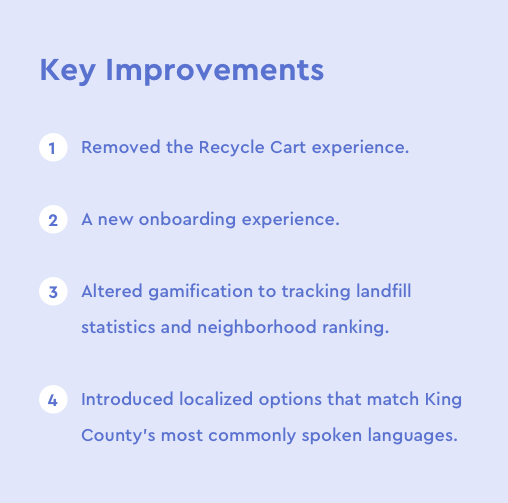 Key Improvements
1 Removed the Recycle Cart experience.
2 A new onboarding experience.
3 Altered gamification to tracking landfill
statistics and neighborhood ranking.
4 Introduced localized options that match King
County's most commonly spoken languages.